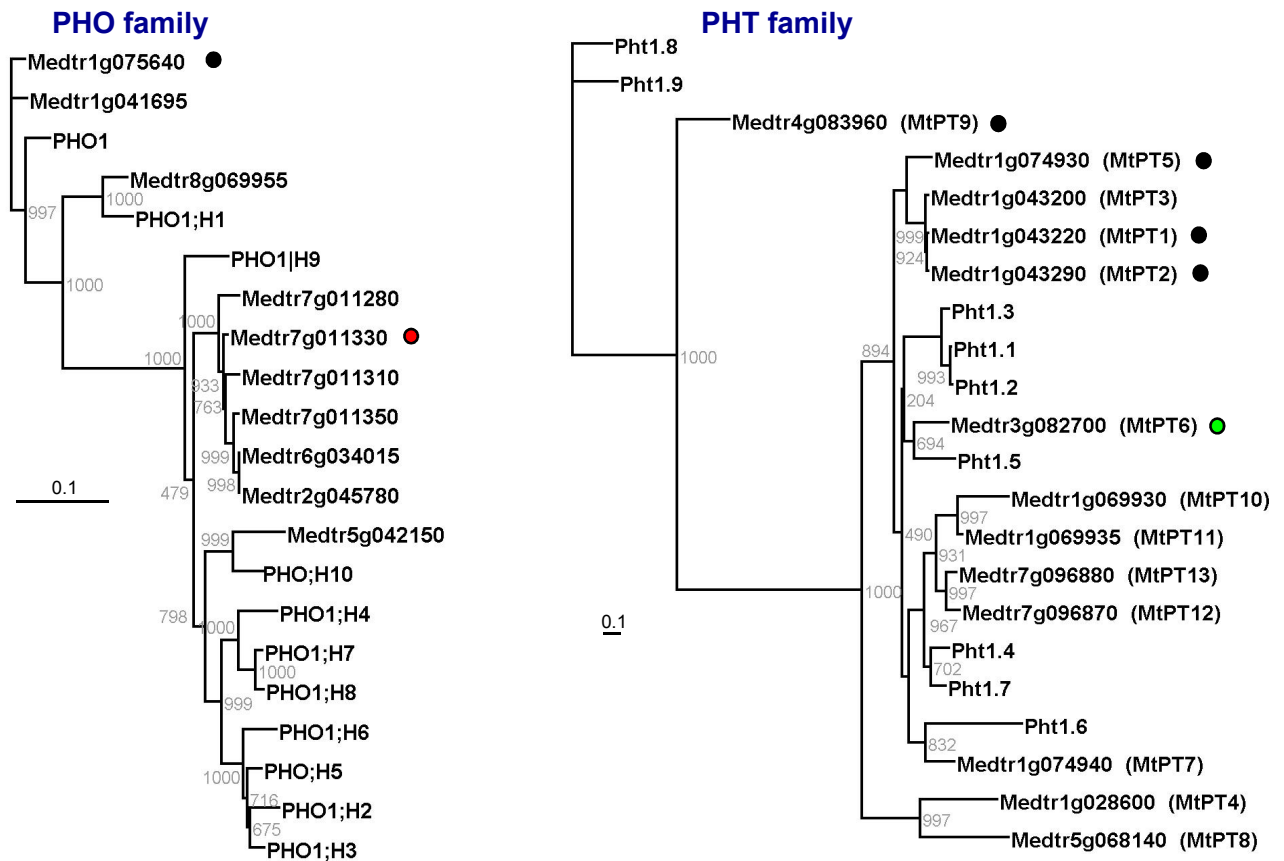 PHO family
Medtr1g075640
Medtr1g041695
PHO1
997
Medtr8g069955
1000
PHO1;H1
1000
PHO1|H9
Medtr7g011280
1000
Medtr7g011330
1000
Medtr7g011310
933
763
Medtr7g011350
Medtr6g034015
999
998
Medtr2g045780
479
0.1
Medtr5g042150
999
PHO;H10
798
PHO1;H4
1000
PHO1;H7
1000
PHO1;H8
999
PHO1;H6
PHO;H5
1000
716
PHO1;H2
675
PHO1;H3
PHT family
Pht1.8
Pht1.9
Medtr4g083960 (MtPT9)
1000
Medtr1g074930 (MtPT5)
Medtr1g043200 (MtPT3)
999
Medtr1g043220 (MtPT1)
924
Medtr1g043290 (MtPT2)
Pht1.3
894
Pht1.1
993
Pht1.2
204
Medtr3g082700 (MtPT6)
694
Pht1.5
Medtr1g069930 (MtPT10)
997
490
Medtr1g069935 (MtPT11)
931
Medtr7g096880 (MtPT13)
997
1000
Medtr7g096870 (MtPT12)
967
0.1
Pht1.4
702
Pht1.7
Pht1.6
832
Medtr1g074940 (MtPT7)
Medtr1g028600 (MtPT4)
997
Medtr5g068140 (MtPT8)